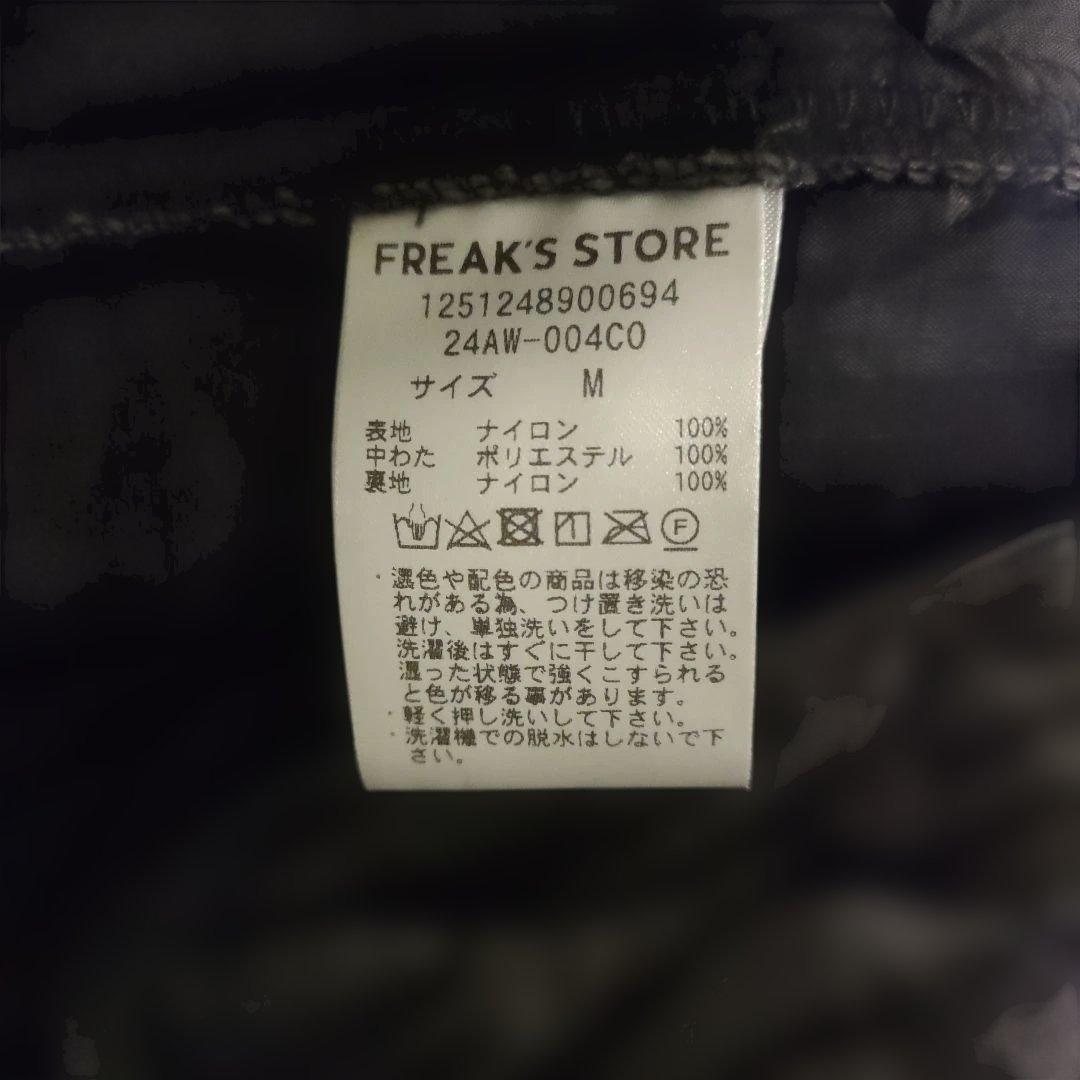 FREAK'S STORE
1251248900694
24AW-004CO
サイズ M
表地 ナイロン 100%
中わた ポリエステル 100%
裏地 ナイロン 100%
F
・濃色や配色の商品は移染の恐
れがある為、つけ置き洗いは
避け、単独洗いをして下さい。
洗濯後はすぐに干して下さい。
湿った状態で強くこすられる
と色が移る事があります。
・軽く押し洗いして下さい。
・洗濯機での脱水はしないで下
さい。